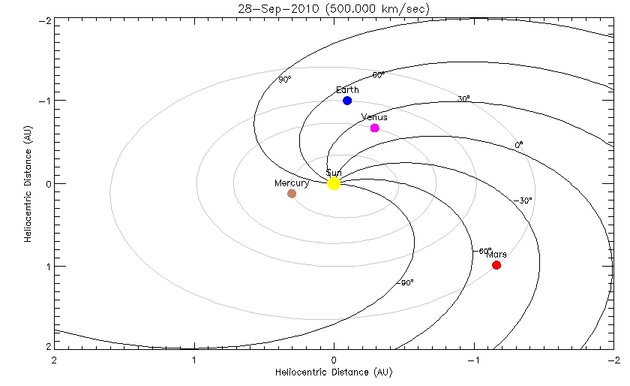 28-Sep-2010 (500.000 km/sec)
-2
90°
60°
Earth
-1
30°
Venus
0°
Sun
0
Mercury
-30°
-60°
Mars
1
-90°
2
2
1
0
-1
-2
Heliocentric Distance (AU)
Heliocentric Distance (AU)